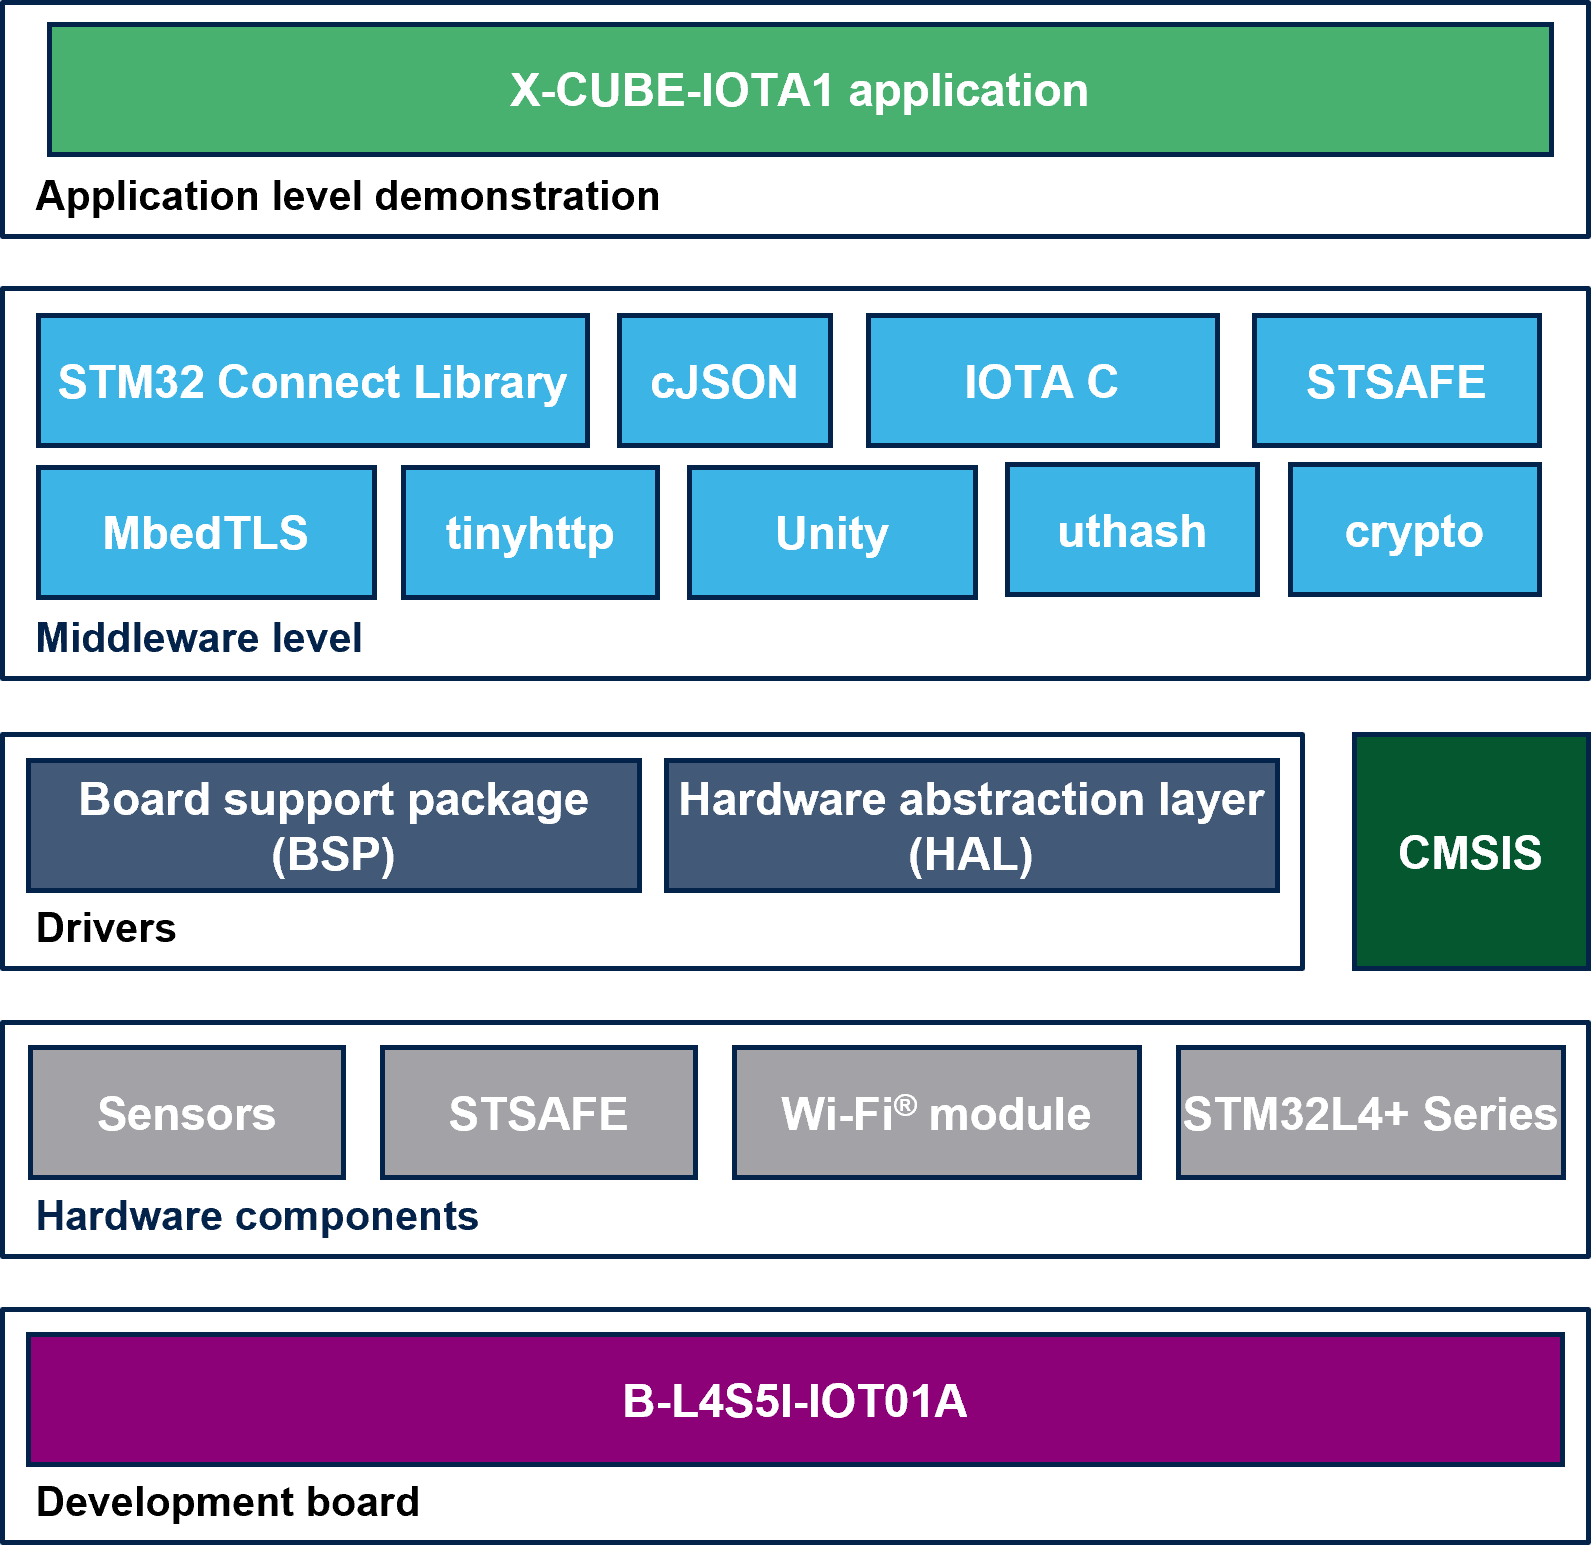 X-CUBE-IOTA1 application
Application level demonstration
STM32 Connect Library
cJSON
IOTA C
STSAFE
MbedTLS
tinyhttp
Unity
uthash
crypto
Middleware level
Board support package
(BSP)
Hardware abstraction layer
(HAL)
Drivers
CMSIS
Sensors
STSAFE
Wi-Fi® module
STM32L4+ Series
Hardware components
B-L4S5I-IOT01A
Development board